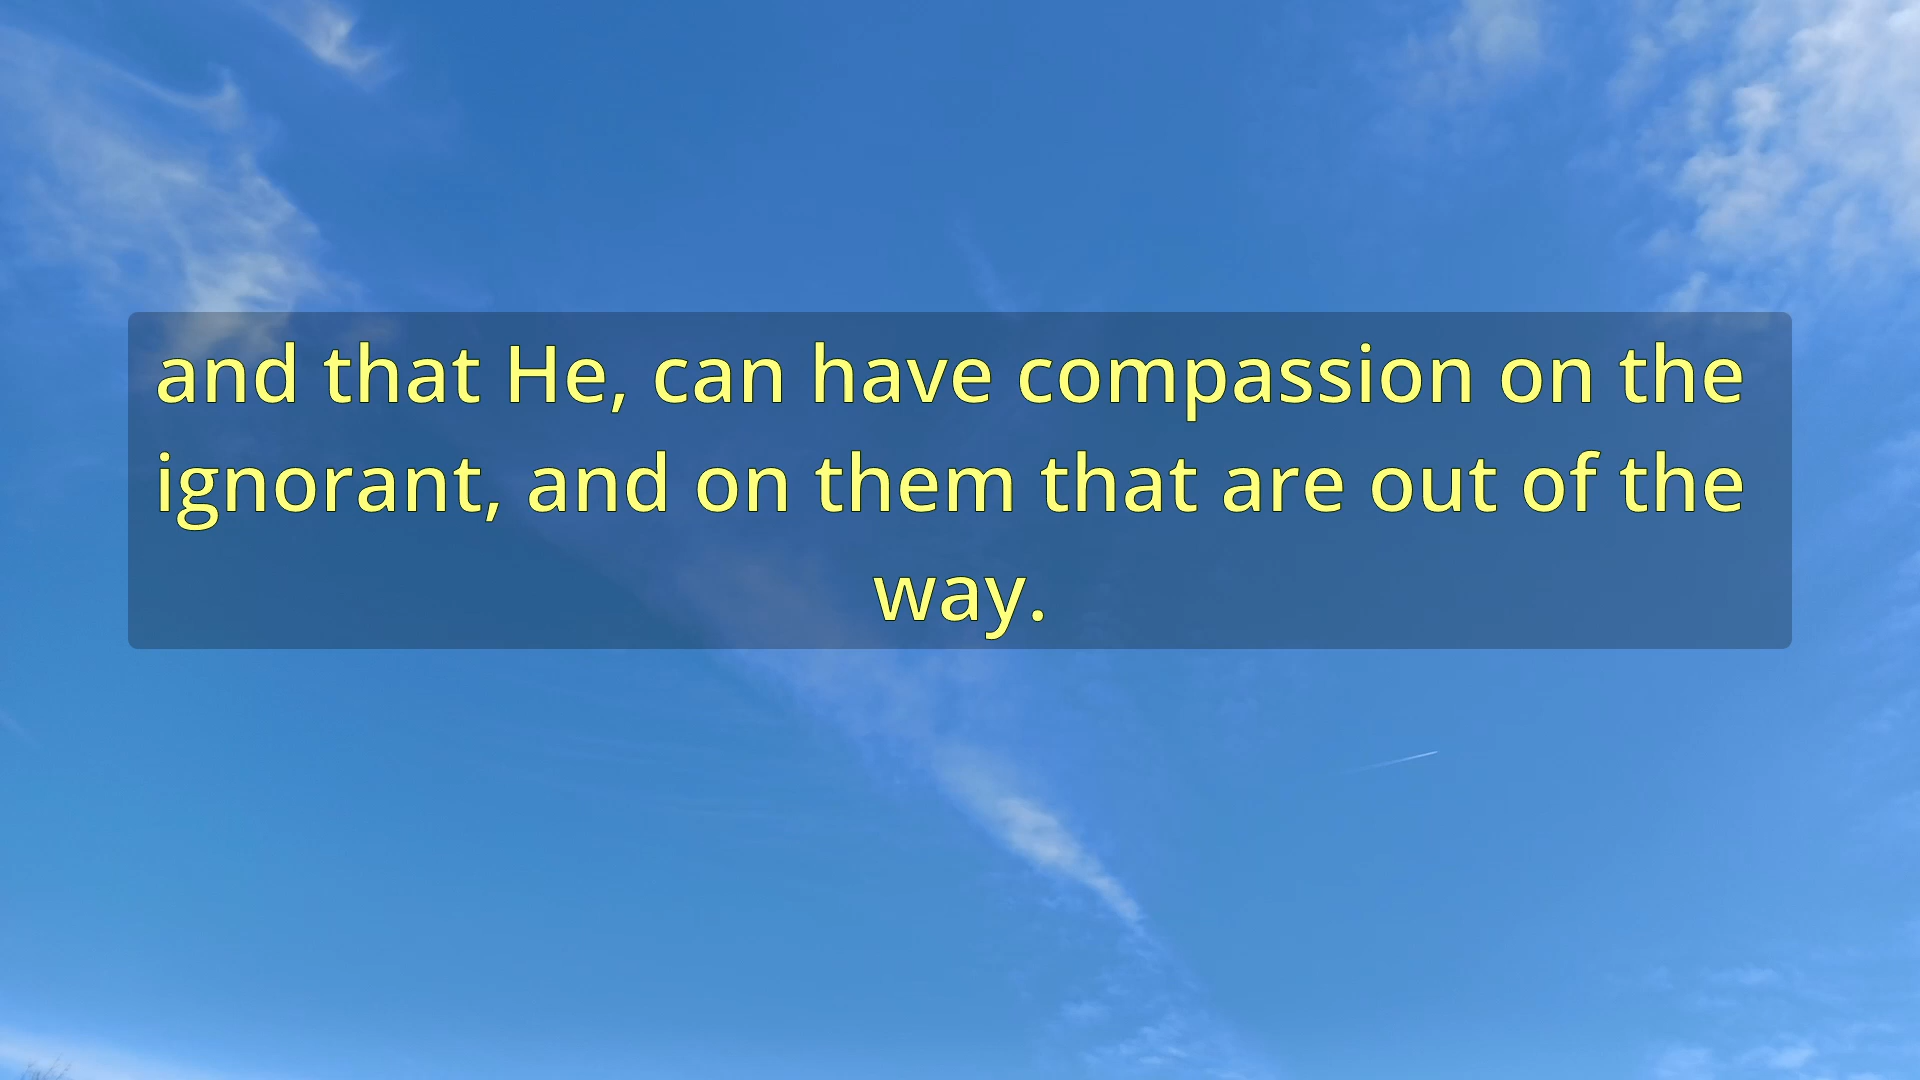 and that He, can have compassion on the
ignorant, and on them that are out of the
way.